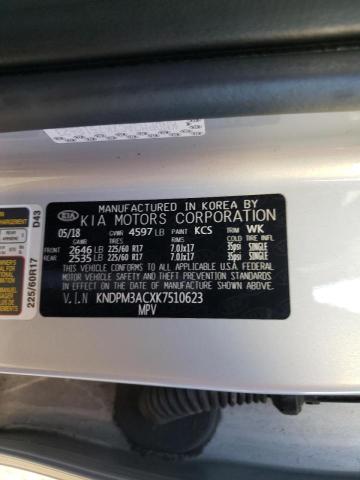 MANUFACTURED IN KOREA BY
KIA KIA MOTORS CORPORATION
05/18 GVWR 4597 LB PAINT KCS TRIM WK
GAWR TIRE RIMS COLD TIRE INFL
FRONT 2646 LB 225/60 R17 7.0Jx17 35psi SINGLE
REAR 2535 LB 225/60 R17 7.0Jx17 35psi SINGLE
THIS VEHICLE CONFORMS TO ALL APPLICABLE U.S.A FEDERAL
MOTOR VEHICLE SAFETY, BUMPER, AND THEFT PREVENTION
STANDARDS IN EFFECT ON THE DATE OF MANUFACTURE SHOWN ABOVE.
V.I.N KNDPM3ACXK7510623
MPV
D43
225/60R17